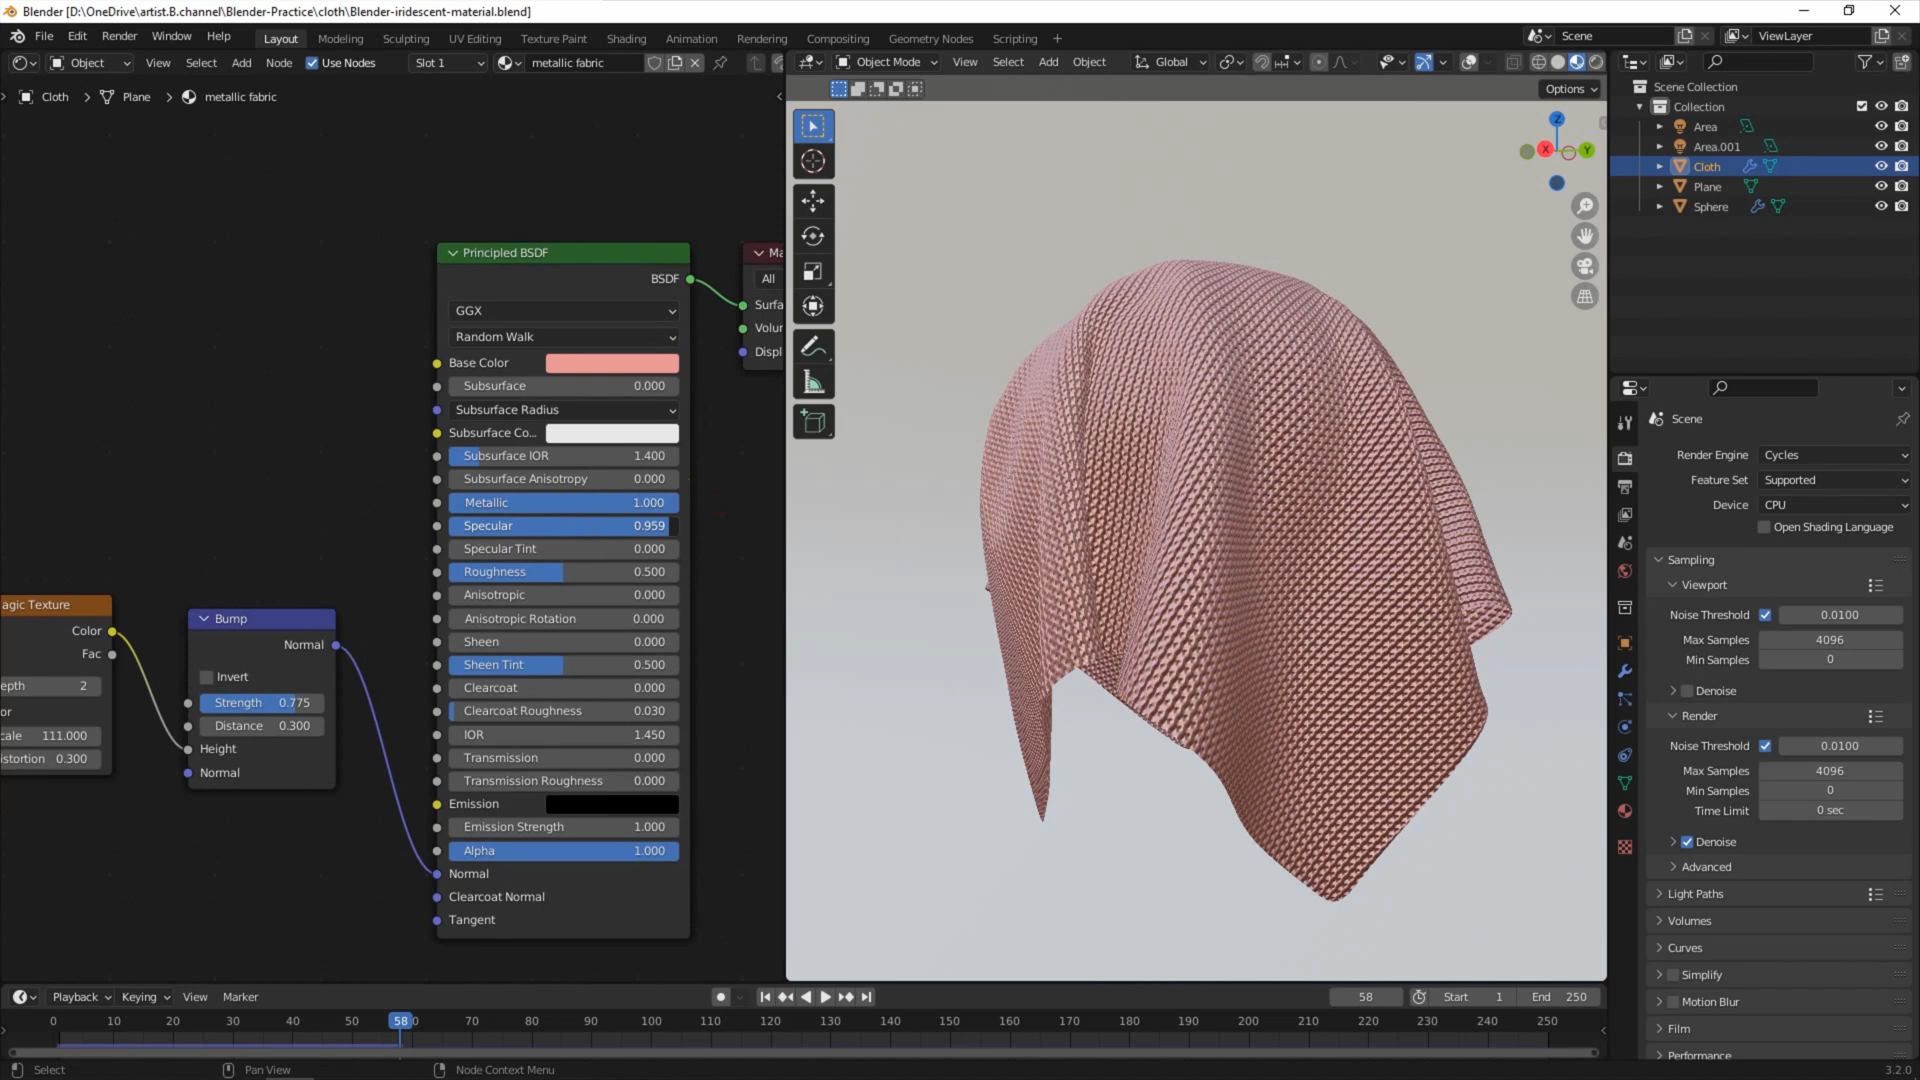 Blender [D:\OneDrive\artist.B.channel\Blender-Practice\cloth\Blender-iridescent-material.blend]
File Edit Render Window Help Layout Modeling Sculpting UV Editing Texture Paint Shading Animation Rendering Compositing Geometry Nodes Scripting + Scene ViewLayer
Object View Select Add Node Use Nodes Slot 1 metallic fabric
Object Mode View Select Add Object Global
Cloth > Plane > metallic fabric
Options
Z
X
Y
Scene Collection
Collection
Area
Area.001
Cloth
Plane
Sphere
Principled BSDF
BSDF
GGX
Random Walk
Base Color
Subsurface 0.000
Subsurface Radius
Subsurface Co...
Subsurface IOR 1.400
Subsurface Anisotropy 0.000
Metallic 1.000
Specular 0.959
Specular Tint 0.000
Roughness 0.500
Anisotropic 0.000
Anisotropic Rotation 0.000
Sheen 0.000
Sheen Tint 0.500
Clearcoat 0.000
Clearcoat Roughness 0.030
IOR 1.450
Transmission 0.000
Transmission Roughness 0.000
Emission
Emission Strength 1.000
Alpha 1.000
Normal
Clearcoat Normal
Tangent
Ma
All
Surfa
Volur
Displ
agic Texture
Color
Fac
epth 2
or
cale 111.000
istortion 0.300
Bump
Normal
Invert
Strength 0.775
Distance 0.300
Height
Normal
Scene
Render Engine Cycles
Feature Set Supported
Device CPU
Open Shading Language
Sampling
Viewport
Noise Threshold 0.0100
Max Samples 4096
Min Samples 0
Denoise
Render
Noise Threshold 0.0100
Max Samples 4096
Min Samples 0
Time Limit 0 sec
Denoise
Advanced
Light Paths
Volumes
Curves
Simplify
Motion Blur
Film
Performance
Playback Keying View Marker 58 Start 1 End 250
0 10 20 30 40 50 58 0 70 80 90 100 110 120 130 140 150 160 170 180 190 200 210 220 230 240 250
Select Pan View Node Context Menu 3.2.0